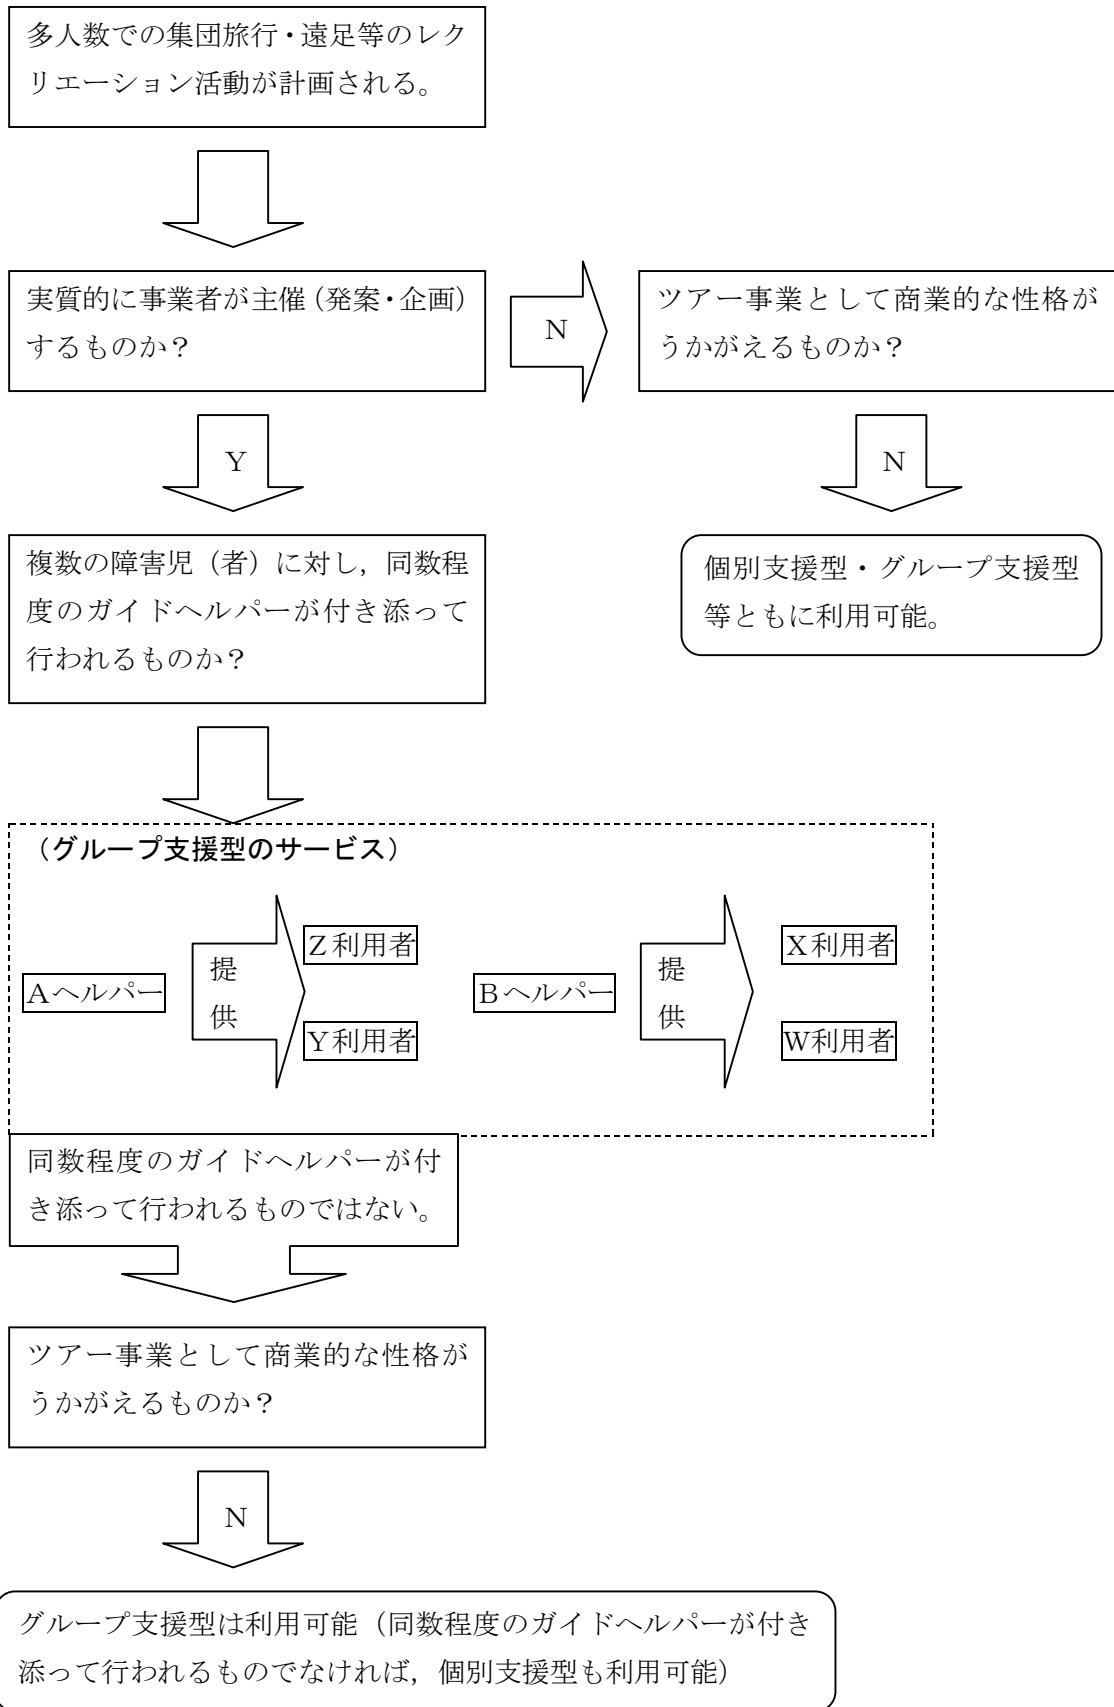 多人数での集団旅行・遠足等のレク
リエーション活動が計画される。
実質的に事業者が主催（発案・企画）
するものか？
N
ツアー事業として商業的な性格が
うかがえるものか？
Y
N
複数の障害児（者）に対し，同数程
度のガイドヘルパーが付き添って
行われるものか？
個別支援型・グループ支援型
等ともに利用可能。
（グループ支援型のサービス）
Aヘルパー
提
供
Z利用者
Y利用者
Bヘルパー
提
供
X利用者
W利用者
同数程度のガイドヘルパーが付
き添って行われるものではない。
ツアー事業として商業的な性格が
うかがえるものか？
N
グループ支援型は利用可能（同数程度のガイドヘルパーが付き
添って行われるものでなければ，個別支援型も利用可能）